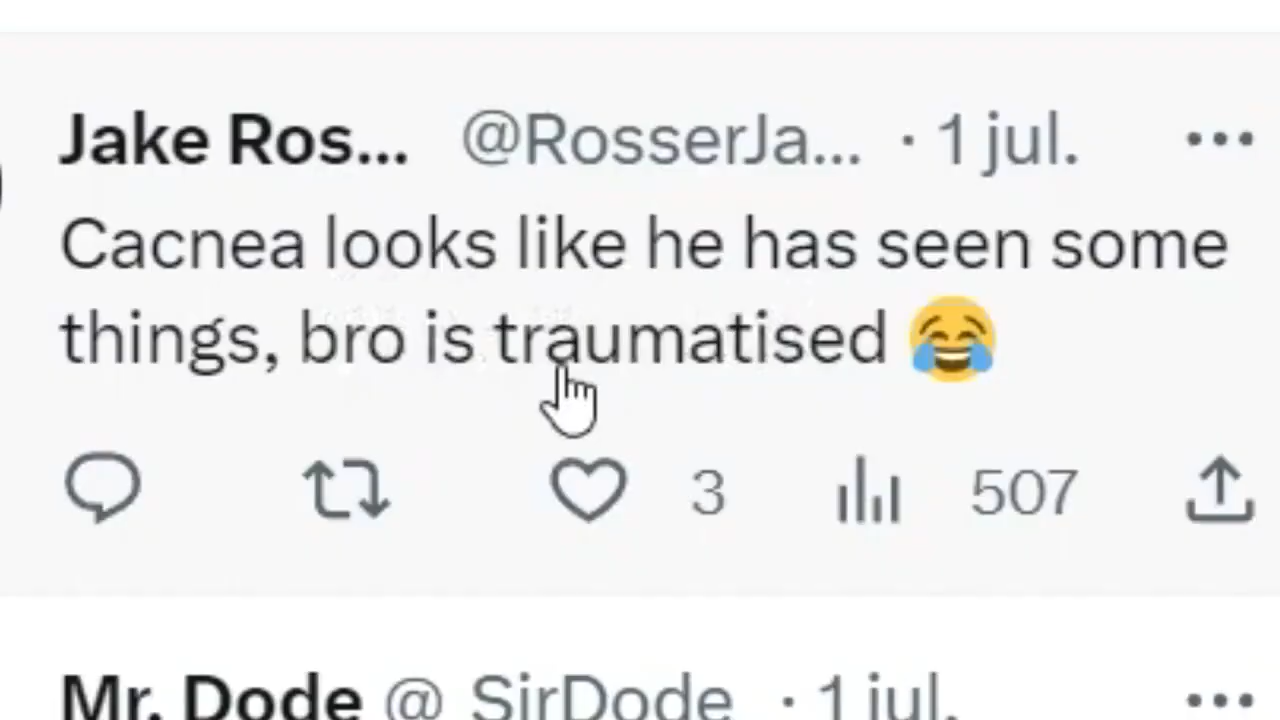 Jake Ros... @RosserJa... · 1 jul.
Cacnea looks like he has seen some
things, bro is traumatised 😂
3 507
Mr. Dode @_SirDode_ · 1 jul.